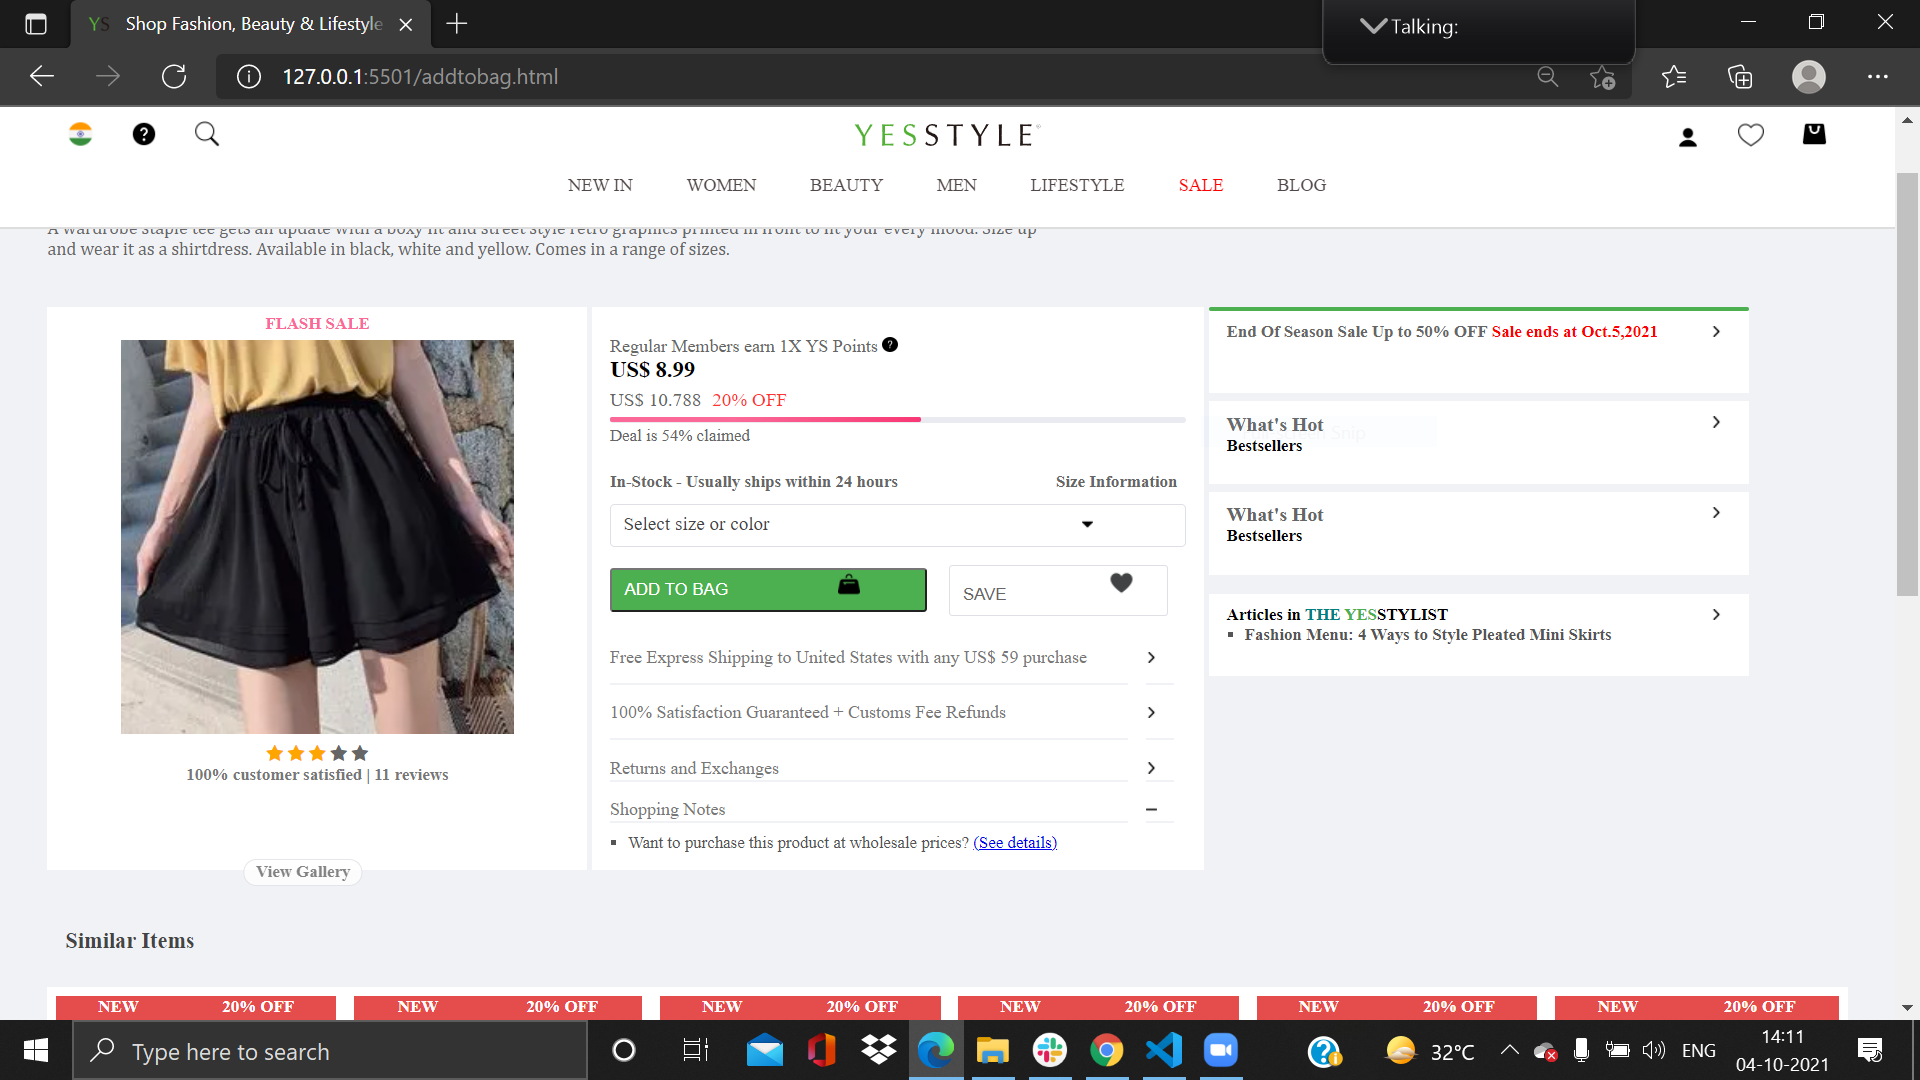 YS Shop Fashion, Beauty & Lifestyle
Talking:
127.0.0.1:5501/addtobag.html
YESSTYLE
NEW IN WOMEN BEAUTY MEN LIFESTYLE SALE BLOG
A wardrobe staple tee gets an update with a boxy fit and street style retro graphics printed in front to fit your every mood. Size up
and wear it as a shirtdress. Available in black, white and yellow. Comes in a range of sizes.
FLASH SALE
100% customer satisfied | 11 reviews
View Gallery
Regular Members earn 1X YS Points
US$ 8.99
US$ 10.788 20% OFF
Deal is 54% claimed
In-Stock - Usually ships within 24 hours Size Information
Select size or color
ADD TO BAG SAVE
Free Express Shipping to United States with any US$ 59 purchase
100% Satisfaction Guaranteed + Customs Fee Refunds
Returns and Exchanges
Shopping Notes
Want to purchase this product at wholesale prices? (See details)
End Of Season Sale Up to 50% OFF Sale ends at Oct.5,2021
What's Hot
Bestsellers
What's Hot
Bestsellers
Articles in THE YESSTYLIST
Fashion Menu: 4 Ways to Style Pleated Mini Skirts
Similar Items
NEW 20% OFF NEW 20% OFF NEW 20% OFF NEW 20% OFF NEW 20% OFF NEW 20% OFF
Type here to search
32°C
ENG
14:11
04-10-2021